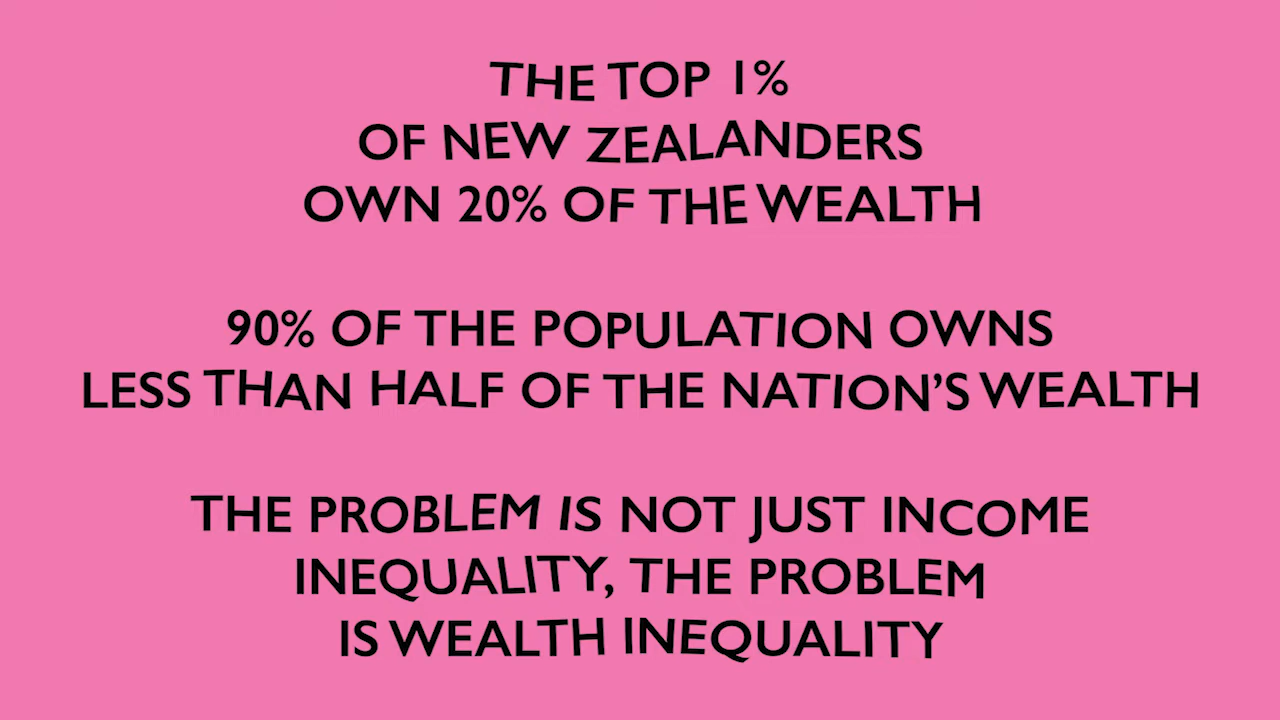 THE TOP 1%
OF NEW ZEALANDERS
OWN 20% OF THE WEALTH
90% OF THE POPULATION OWNS
LESS THAN HALF OF THE NATION’S WEALTH
THE PROBLEM IS NOT JUST INCOME
INEQUALITY, THE PROBLEM
IS WEALTH INEQUALITY